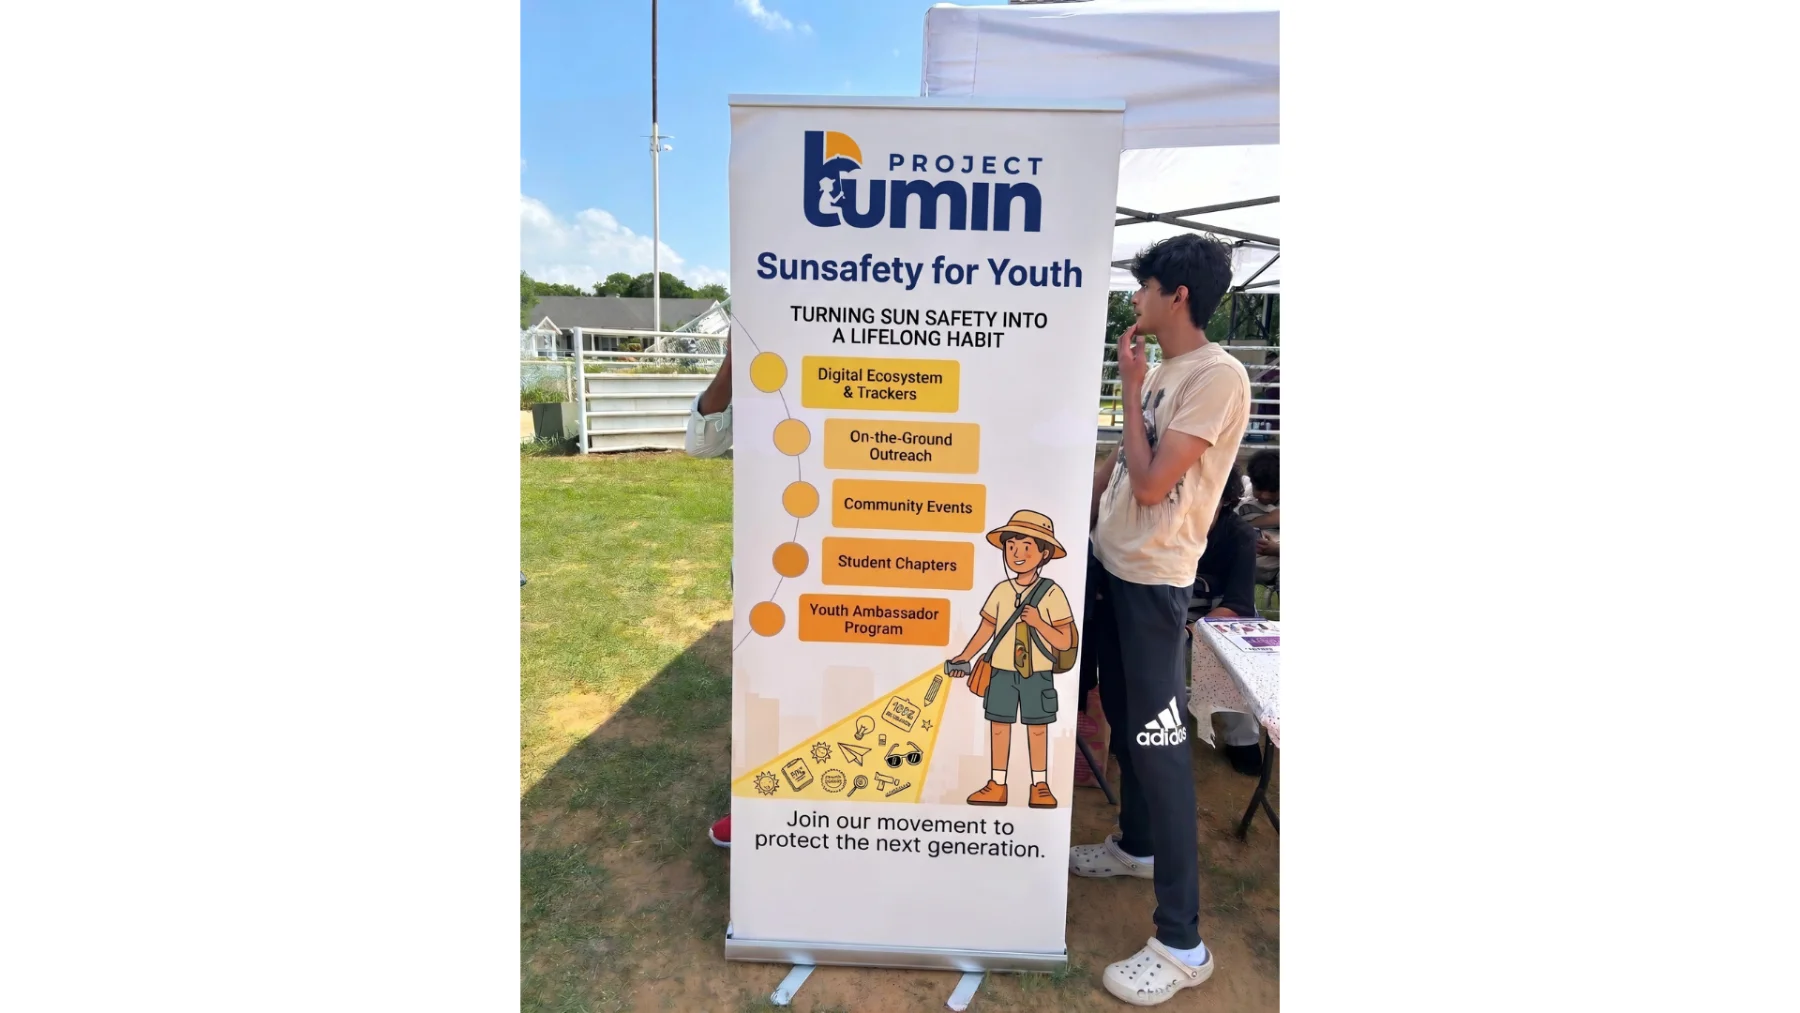 PROJECT
Lumin
Sunsafety for Youth
TURNING SUN SAFETY INTO
A LIFELONG HABIT
Digital Ecosystem
& Trackers
On-the-Ground
Outreach
Community Events
Student Chapters
Youth Ambassador
Program
Join our movement to
protect the next generation.
adidas